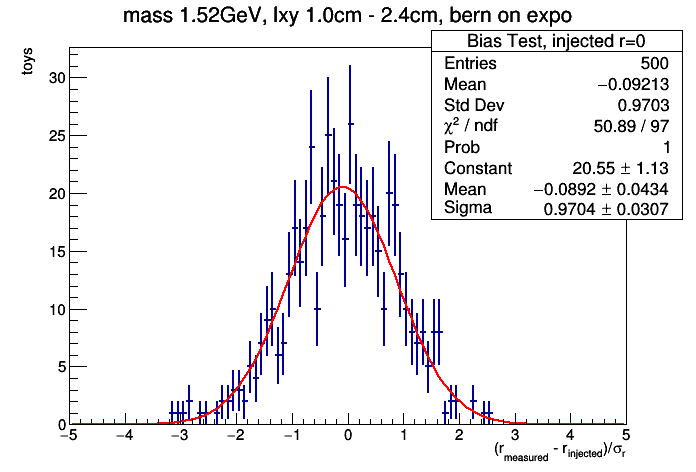 mass 1.52GeV, lxy 1.0cm - 2.4cm, bern on expo
Bias Test, injected r=0
Entries 500
Mean −0.09213
Std Dev 0.9703
χ² / ndf 50.89 / 97
Prob 1
Constant 20.55 ± 1.13
Mean −0.0892 ± 0.0434
Sigma 0.9704 ± 0.0307
toys
30
25
20
15
10
5
0
−5 −4 −3 −2 −1 0 1 2 3 4 5
(r_measured - r_injected)/σ_r